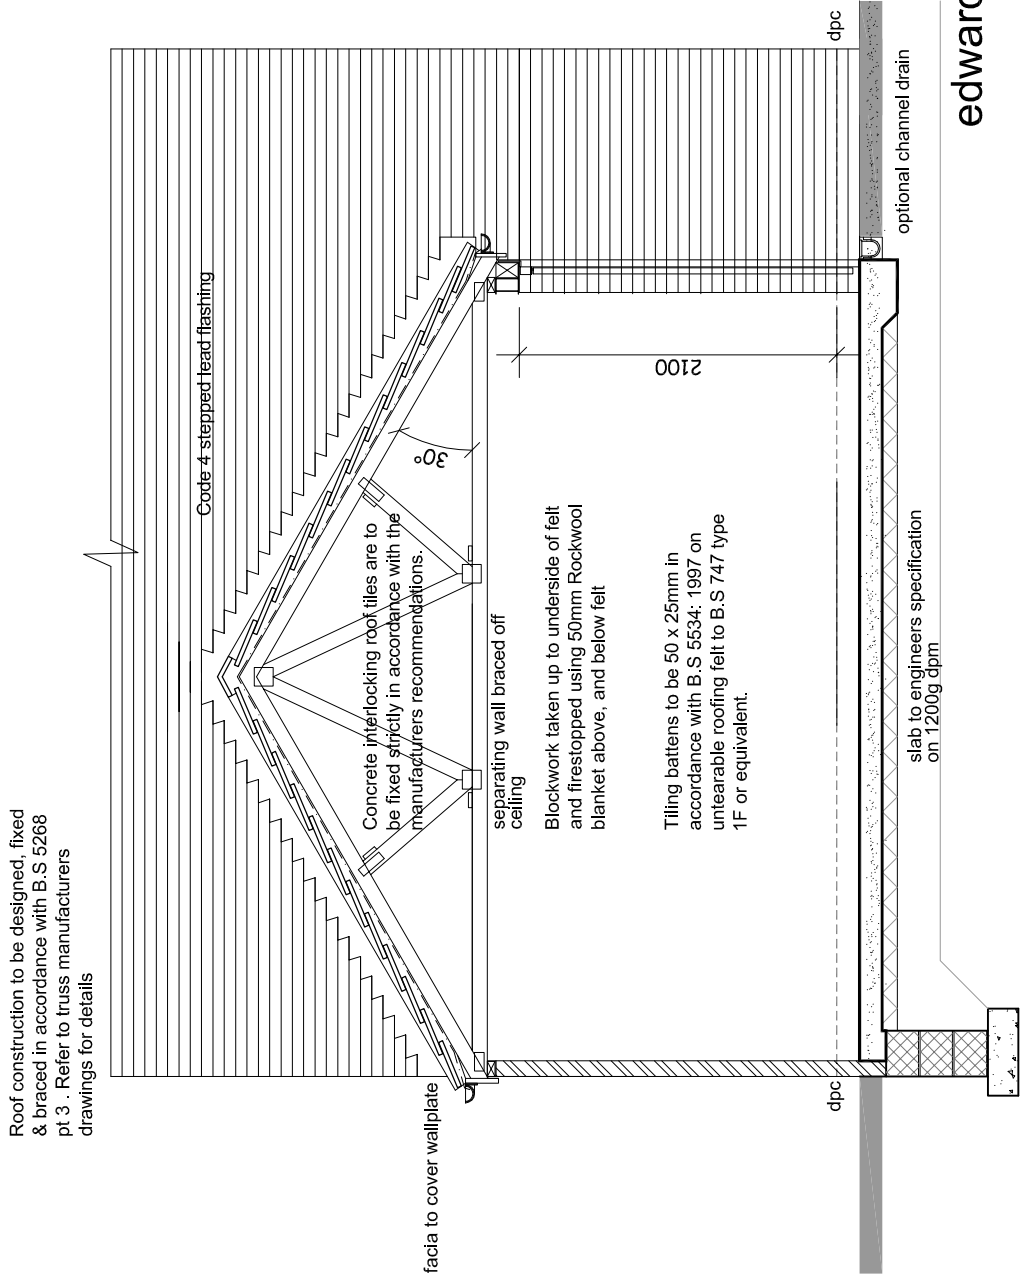 Roof construction to be designed, fixed
& braced in accordance with B.S 5268
pt 3 . Refer to truss manufacturers
drawings for details
Code 4 stepped lead flashing
Concrete interlocking roof tiles are to
be fixed strictly in accordance with the
manufacturers recommendations.
30°
facia to cover wallplate
separating wall braced off
ceiling
Blockwork taken up to underside of felt
and firestopped using 50mm Rockwool
blanket above, and below felt
2100
Tiling battens to be 50 x 25mm in
accordance with B.S 5534: 1997 on
untearable roofing felt to B.S 747 type
1F or equivalent.
dpc
dpc
optional channel drain
slab to engineers specification
on 1200g dpm